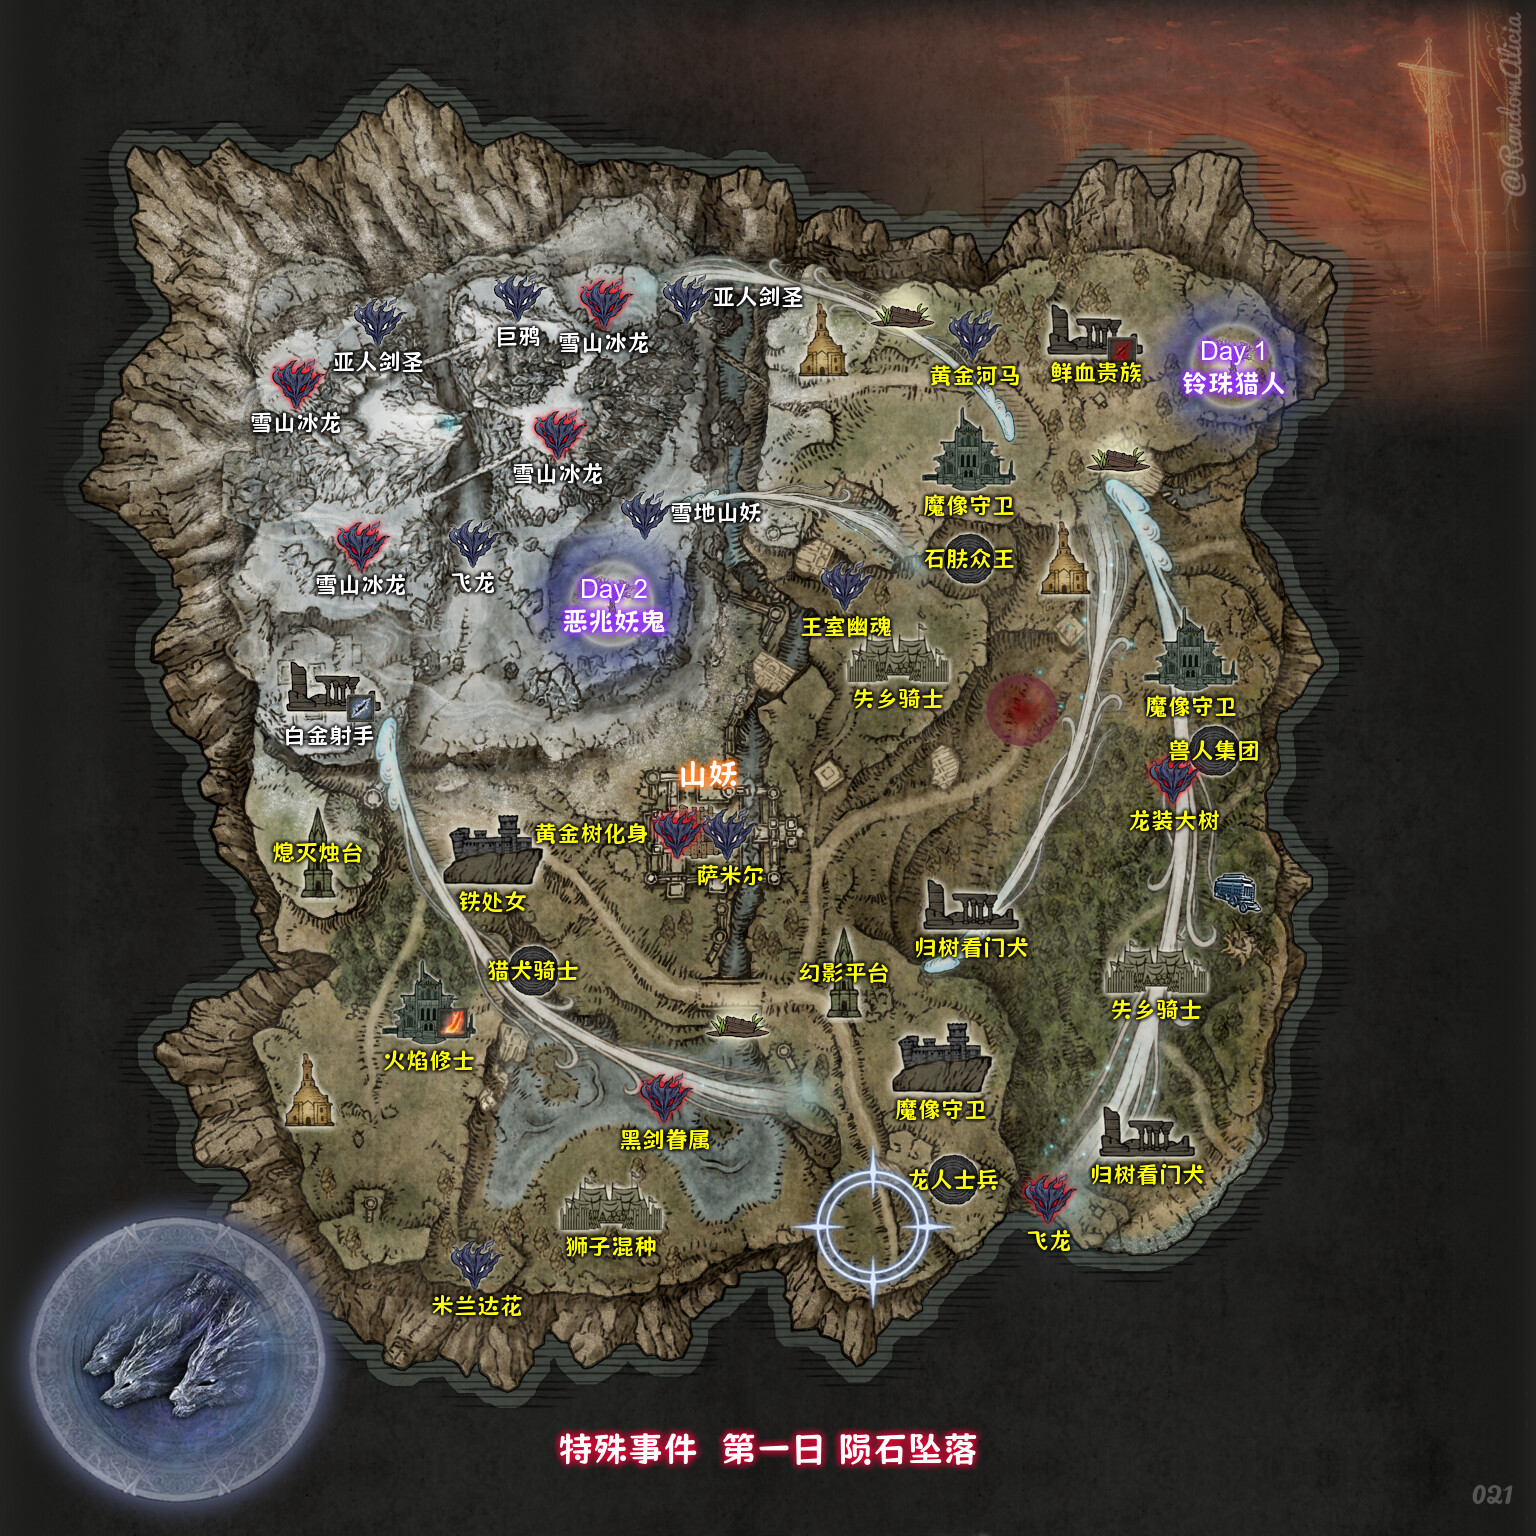 @RandomAlicia
亚人剑圣
巨鸦
雪山冰龙
亚人剑圣
雪山冰龙
雪山冰龙
黄金河马
鲜血贵族
Day 1
铃珠猎人
魔像守卫
雪地山妖
石肤众王
雪山冰龙
飞龙
Day 2
恶兆妖鬼
王室幽魂
失乡骑士
魔像守卫
白金射手
兽人集团
山妖
龙装大树
黄金树化身
萨米尔
熄灭烛台
铁处女
归树看门犬
猎犬骑士
幻影平台
失乡骑士
火焰修士
魔像守卫
黑剑眷属
龙人士兵
归树看门犬
飞龙
狮子混种
米兰达花
特殊事件 第一日 陨石坠落
021